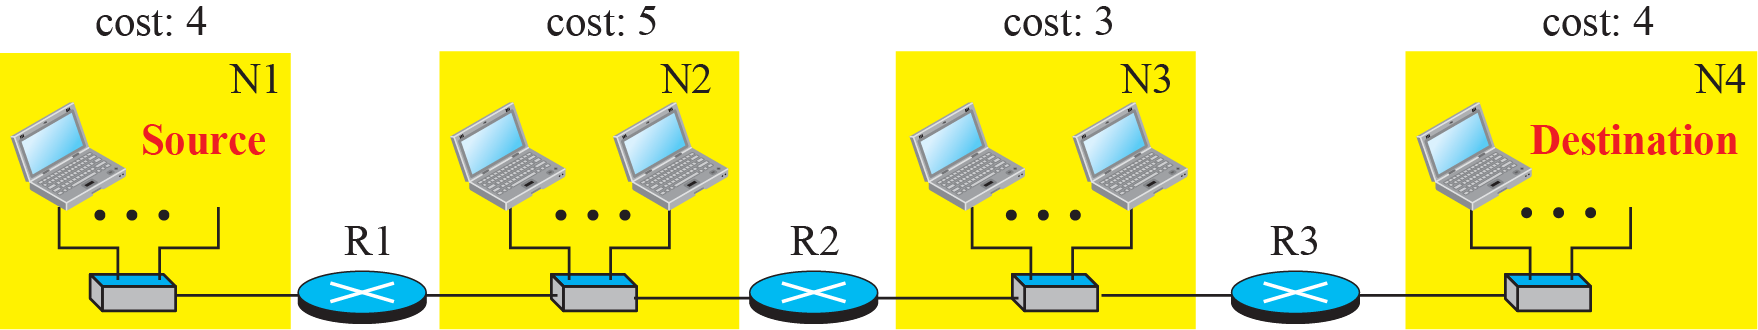 cost: 4
cost: 5
cost: 3
cost: 4
N1
N2
N3
N4
Source
Destination
R1
R2
R3